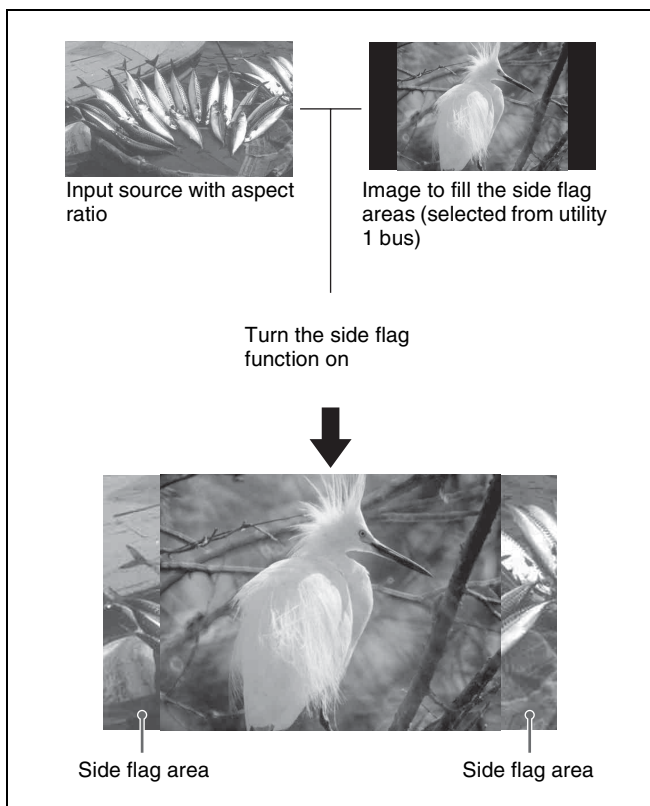 Input source with aspect
ratio
Image to fill the side flag
areas (selected from utility
1 bus)
Turn the side flag
function on
Side flag area
Side flag area